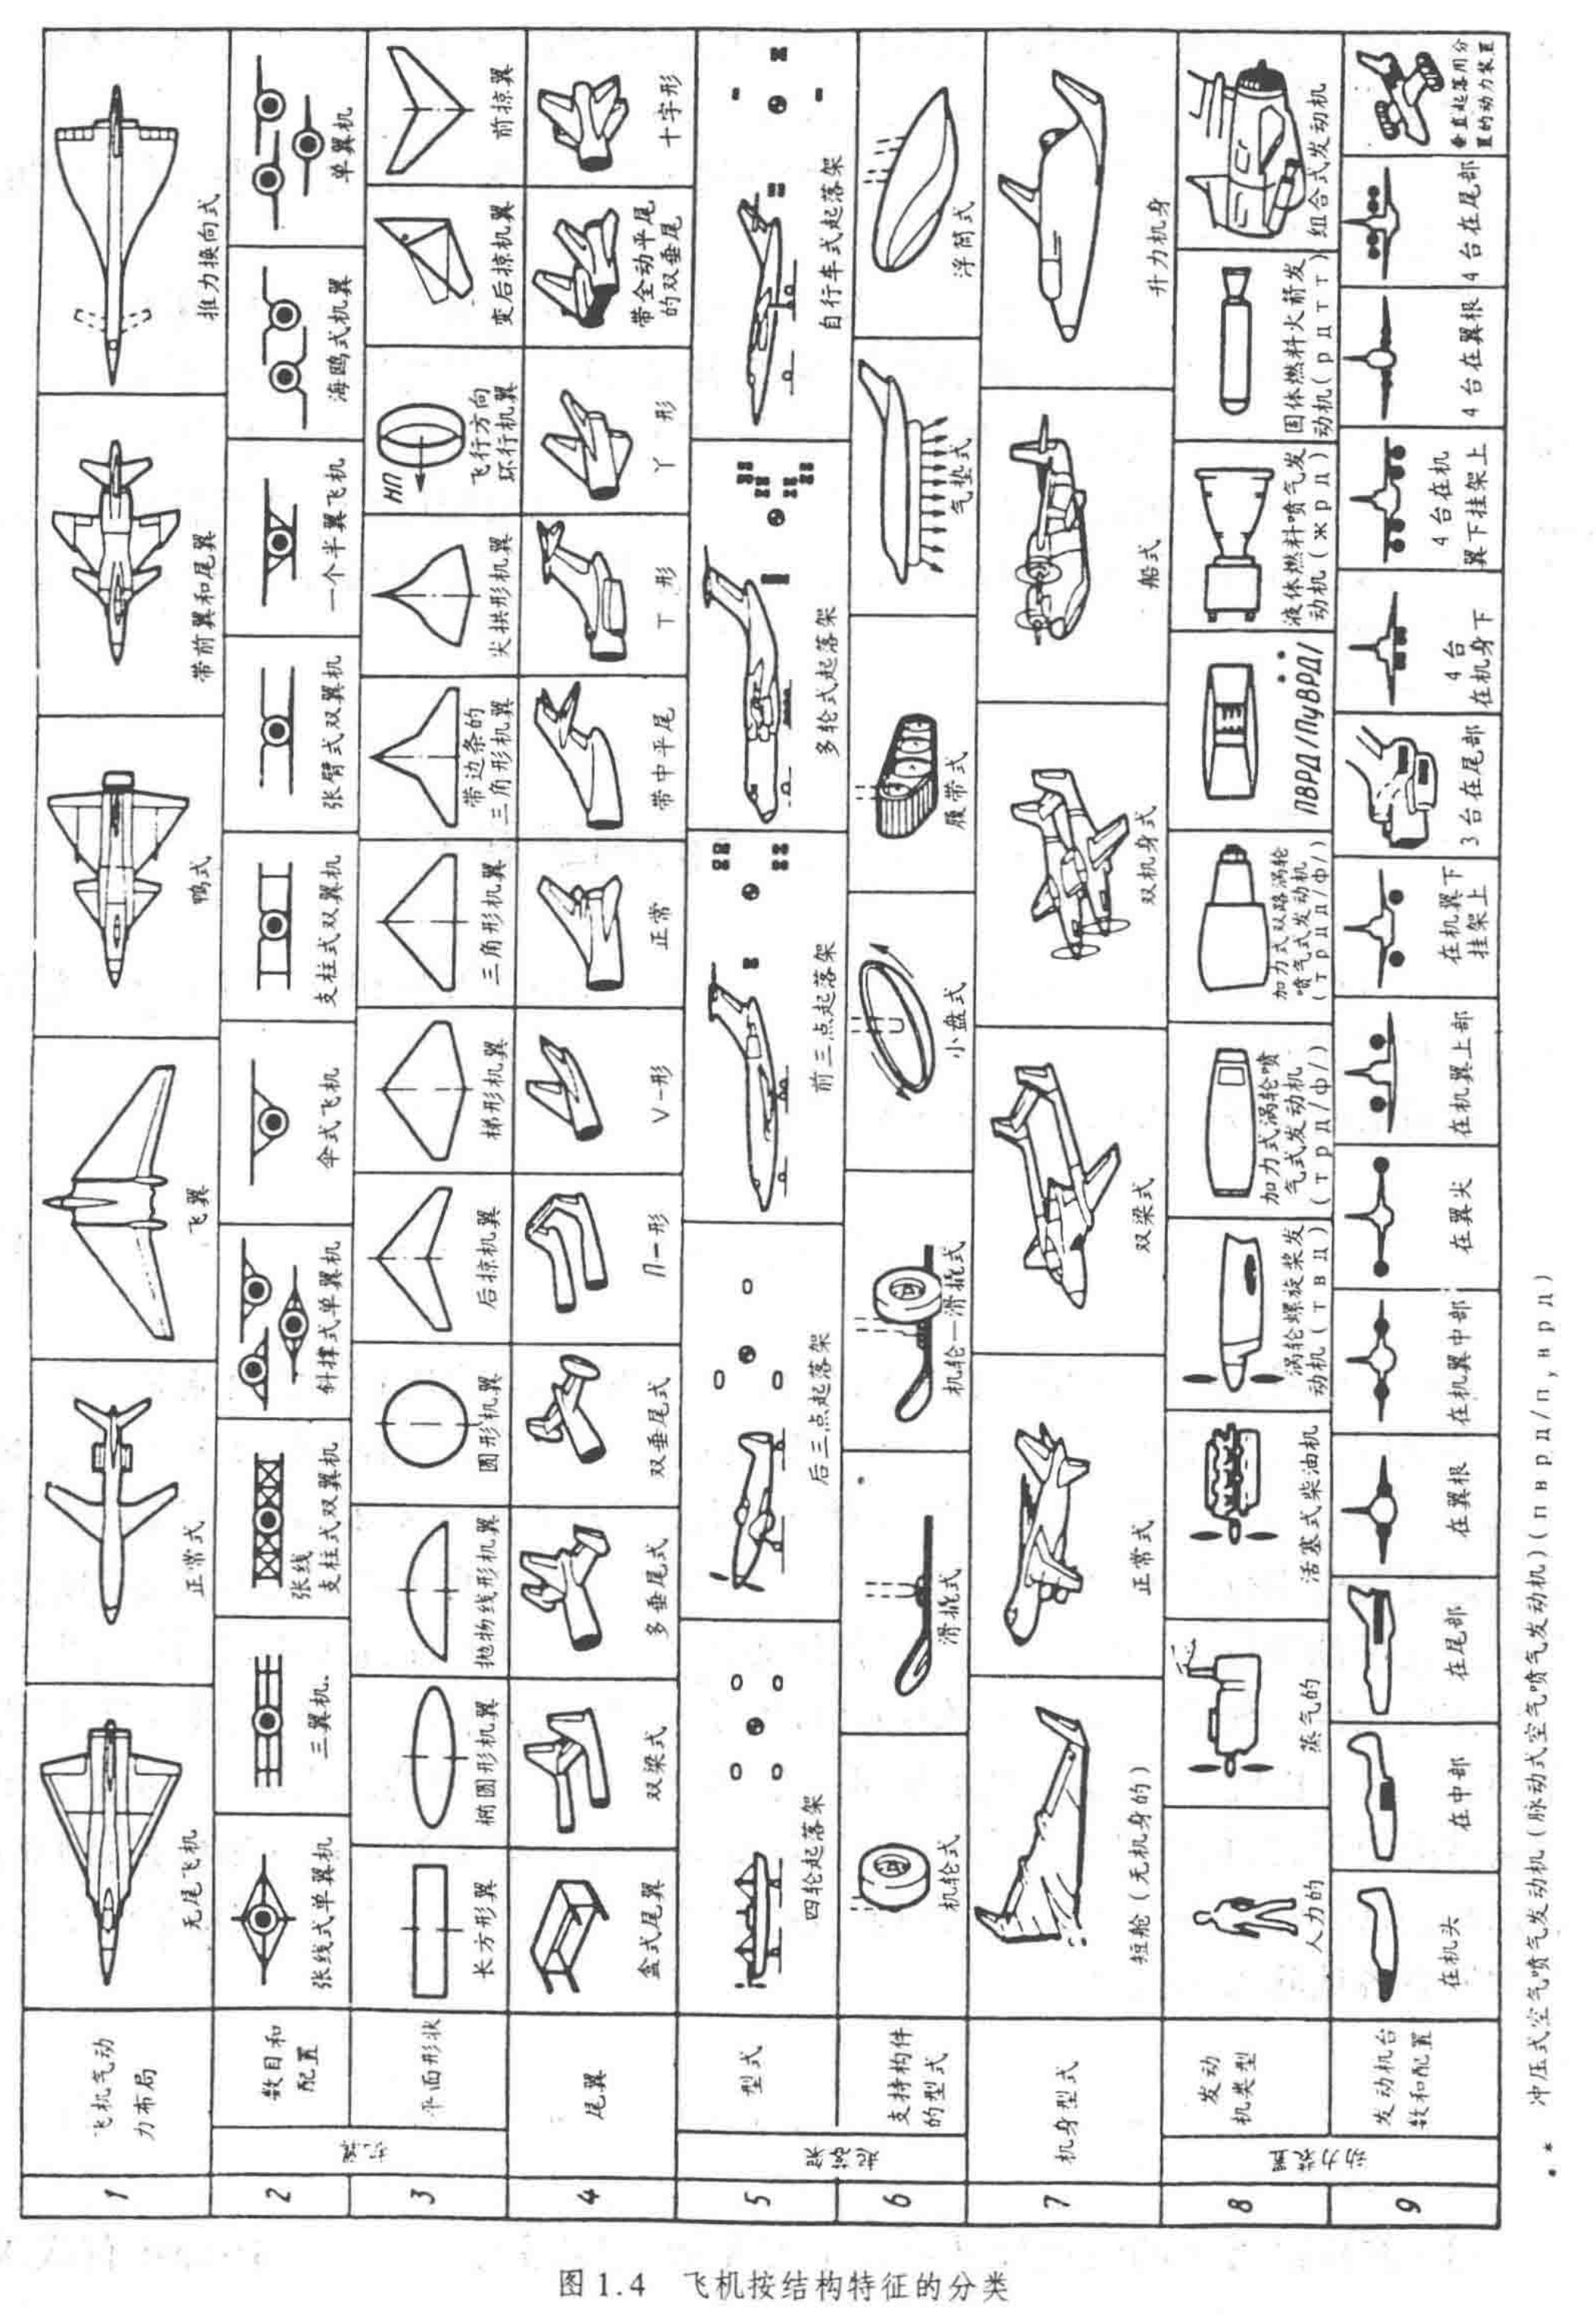 1
飞机气动
力布局
无尾飞机
正常式
飞翼
鸭式
带前翼和尾翼
推力换向式
机翼
2
数目和
配置
张线式单翼机
三翼机
张线
支柱式双翼机
斜撑式单翼机
伞式飞机
支柱式双翼机
张臂式双翼机
一个半翼飞机
海鸥式机翼
单翼机
3
平面形状
长方形翼
椭圆形机翼
抛物线形机翼
圆形机翼
后掠机翼
梯形机翼
三角形机翼
带边条的
三角形机翼
尖拱形机翼
НП
飞行方向
环行机翼
变后掠机翼
前掠翼
4
尾翼
盒式尾翼
双梁式
多垂尾式
双垂尾式
П一形
V-形
正常
带中平尾
T 形
丫 形
带全动平尾
的双垂尾
十字形
起落架
5
型式
四轮起落架
后三点起落架
前三点起落架
多轮式起落架
自行车式起落架
6
支持构件
的型式
机轮式
滑撬式
机轮—滑撬式
小盘式
履带式
气垫式
浮筒式
7
机身型式
短舱(无机身的)
正常式
双梁式
双机身式
船式
升力机身
动力装置
8
发动
机类型
人力的
蒸气的
活塞式柴油机
涡轮螺旋桨发
动机(твд)
加力式涡轮喷
气式发动机
(трд/ф/)
加力式双路涡轮
喷气式发动机
(трдд/ф/)
ПВРД/ПуВРД/
**
液体燃料喷气发
动机(жрд)
固体燃料火箭发
动机(рдтт)
组合式发动机
9
发动机台
数和配置
在机头
在中部
在尾部
在翼根
在机翼中部
在翼尖
在机翼上部
在机翼下
挂架上
3台在尾部
4台
在机身下
4台在机
翼下挂架上
4台在翼根
4台在尾部
垂直起落用分
置的动力装置
** 冲压式空气喷气发动机(脉动式空气喷气发动机)(пврд/п,врд)
图1.4 飞机按结构特征的分类